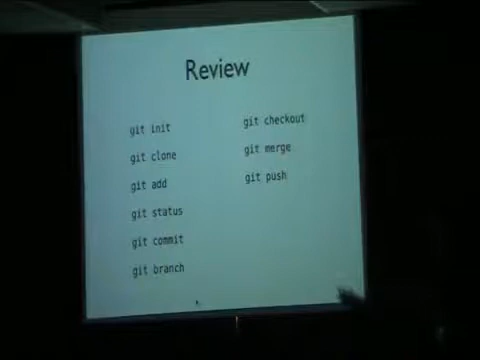 Review
git init
git clone
git add
git status
git commit
git branch
git checkout
git merge
git push